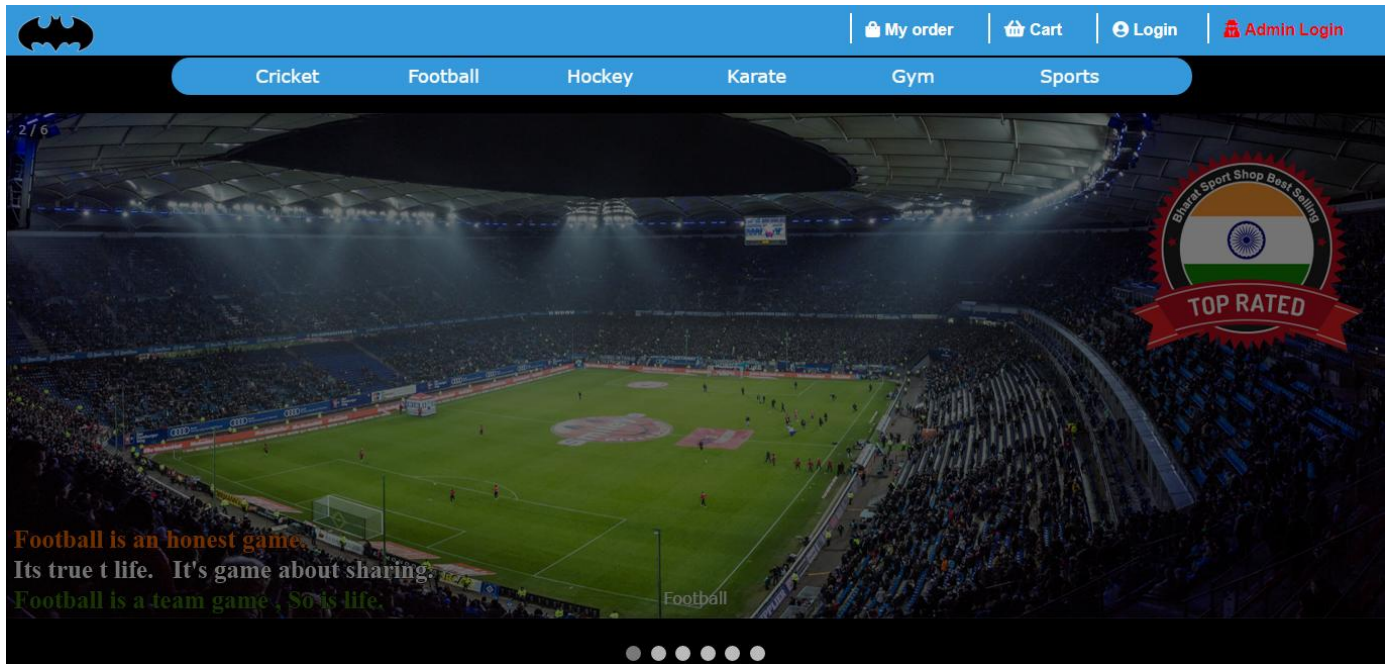 My order
Cart
Login
Admin Login
Cricket
Football
Hockey
Karate
Gym
Sports
2 / 6
Bharat Sport Shop Best Selling
TOP RATED
Football is an honest game.
Its true t life. It's game about sharing.
Football is a team game . So is life.
Football